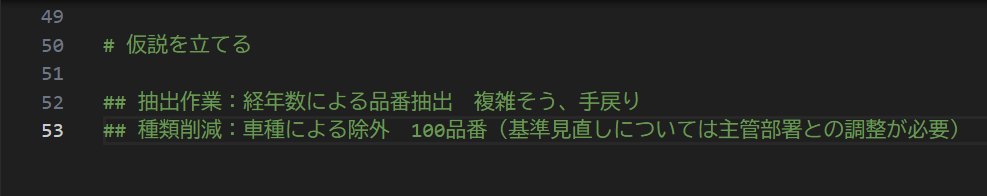 49
50 # 仮説を立てる
51
52 ## 抽出作業：経年数による品番抽出　複雑そう、手戻り
53 ## 種類削減：車種による除外　100品番（基準見直しについては主管部署との調整が必要）